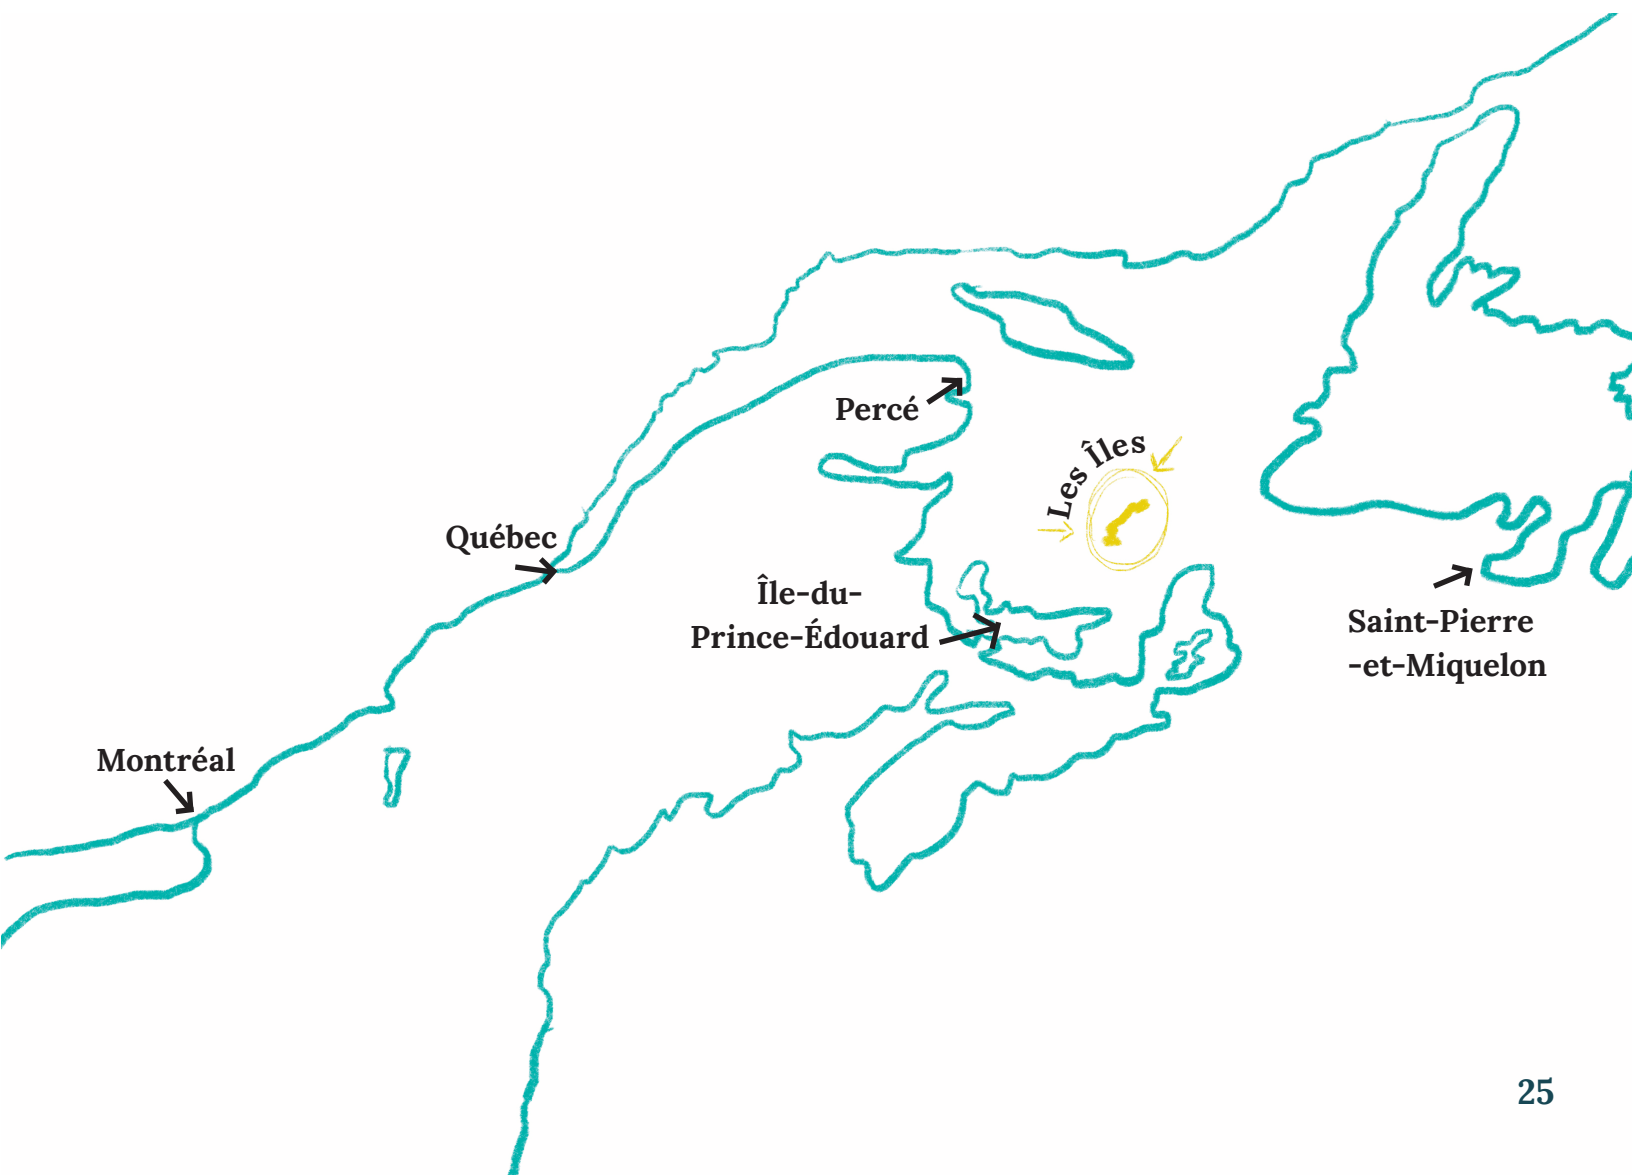 Percé
Les Îles
Québec
Île-du-
Prince-Édouard
Saint-Pierre
-et-Miquelon
Montréal
25